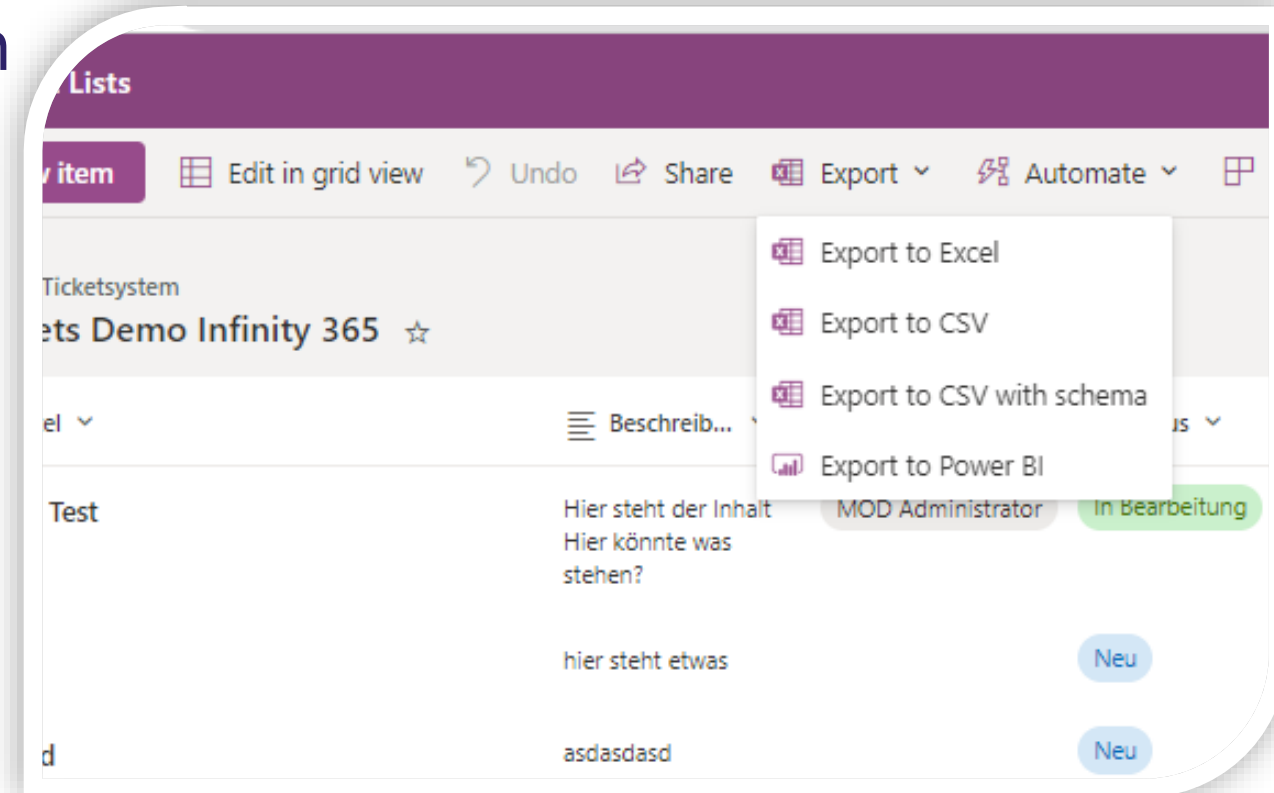 Lists
item
Edit in grid view
Undo
Share
Export
Automate
Export to Excel
Export to CSV
Export to CSV with schema
Export to Power BI
Ticketsystem
ets Demo Infinity 365
el
Beschreib...
us
Test
Hier steht der Inhalt
Hier könnte was
stehen?
MOD Administrator
In Bearbeitung
hier steht etwas
Neu
d
asdasdasd
Neu